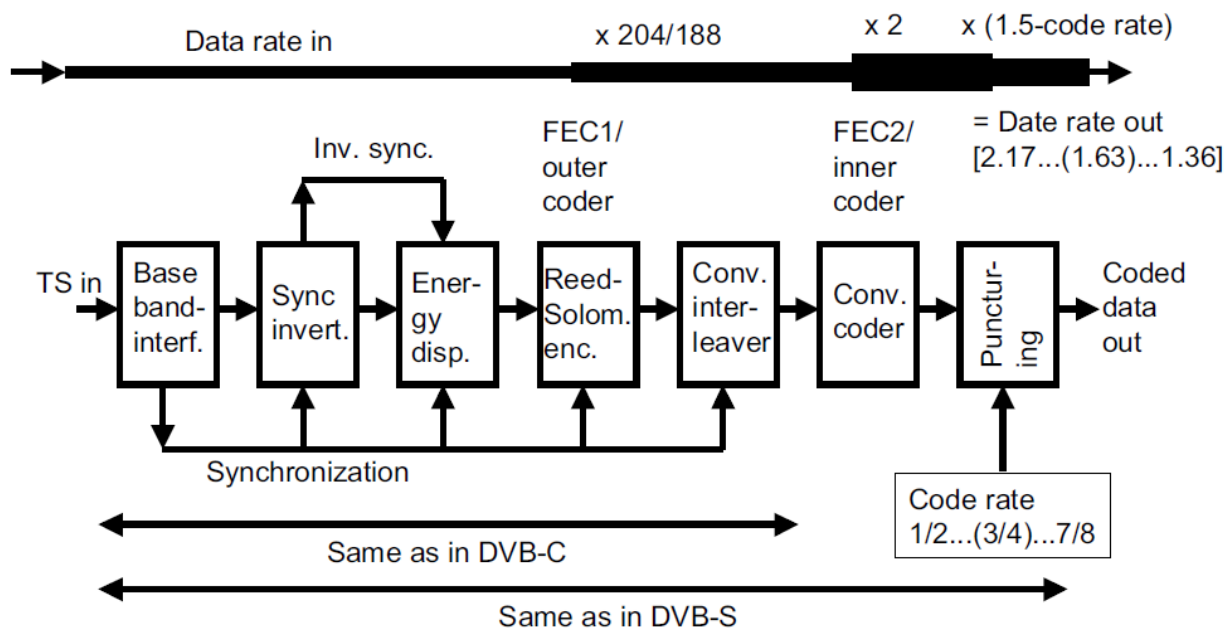 Data rate in
x 204/188
x 2
x (1.5-code rate)
= Date rate out
[2.17...(1.63)...1.36]
Inv. sync.
FEC1/
outer
coder
FEC2/
inner
coder
TS in
Base
band-
interf.
Sync
invert.
Ener-
gy
disp.
Reed-
Solom.
enc.
Conv.
inter-
leaver
Conv.
coder
Punctur-
ing
Coded
data
out
Synchronization
Code rate
1/2...(3/4)...7/8
Same as in DVB-C
Same as in DVB-S